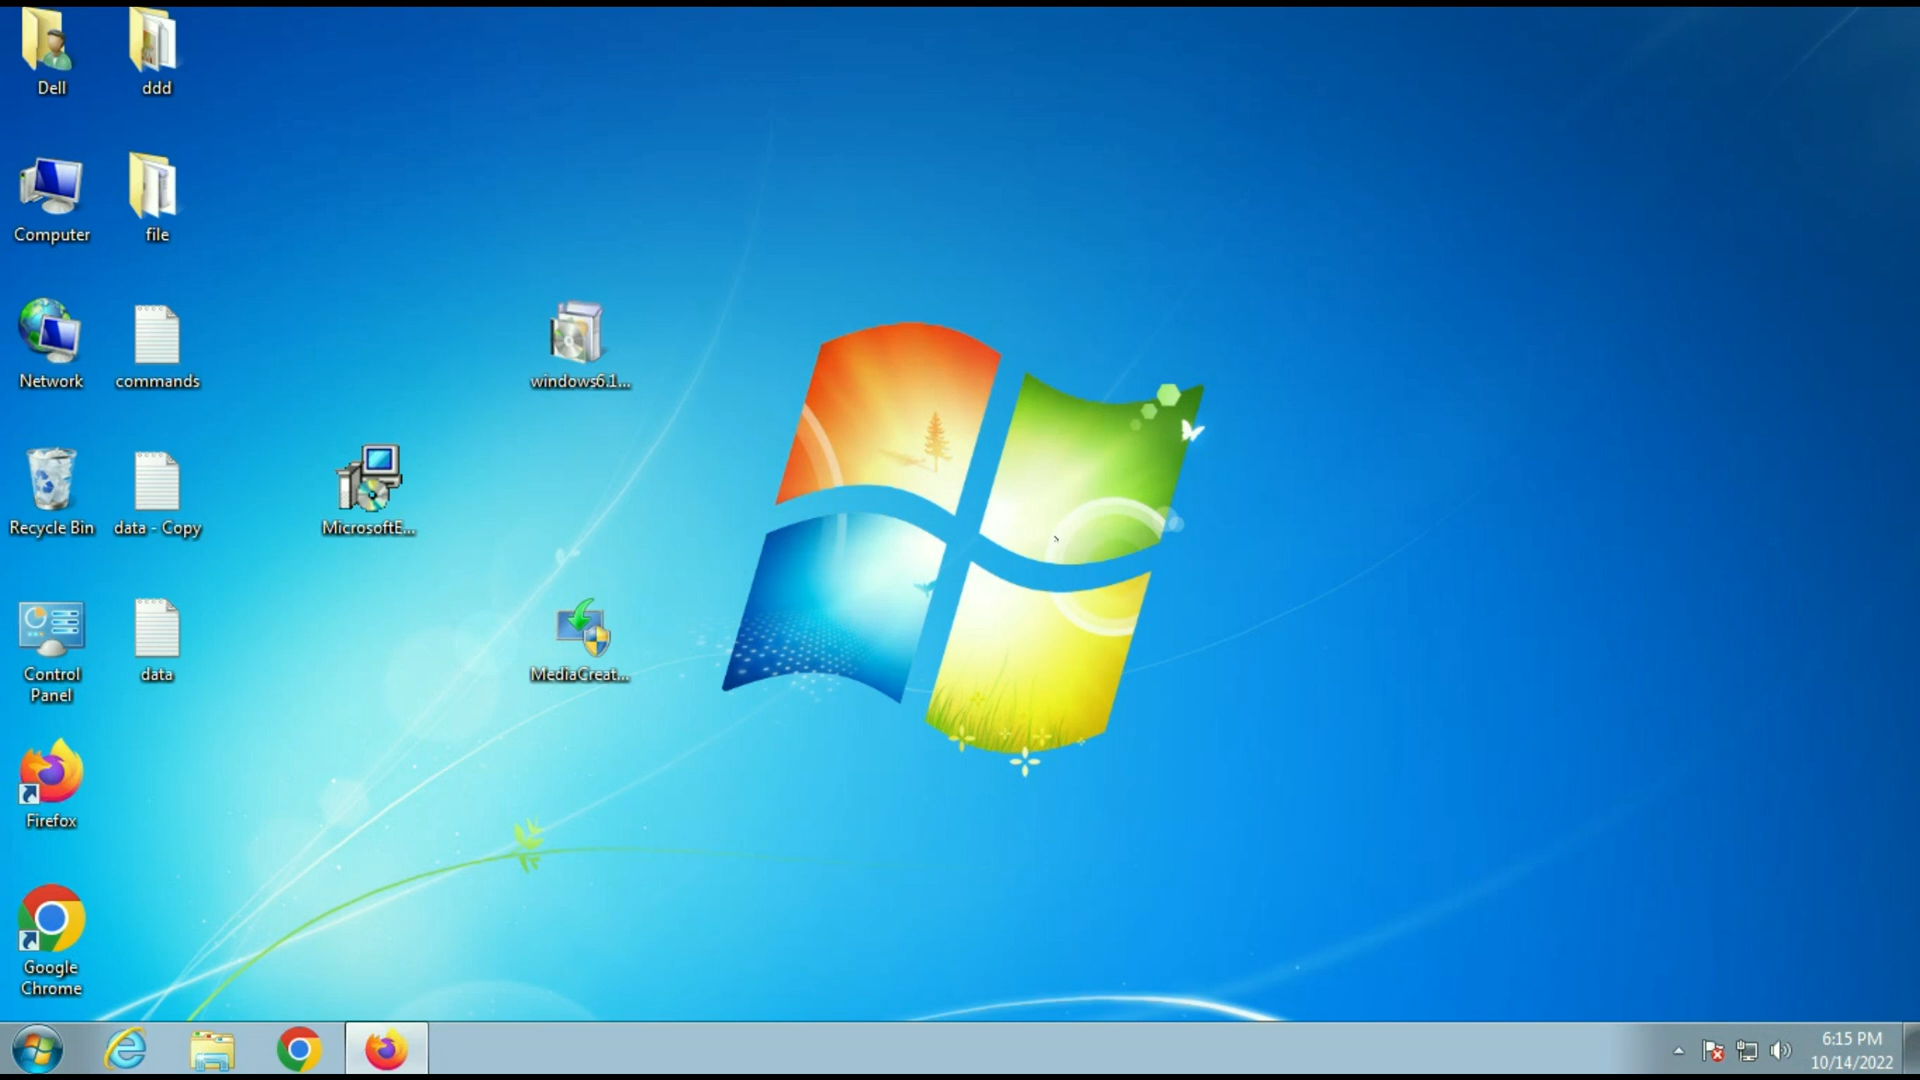 Dell
ddd
Computer
file
Network
commands
windows6.1...
Recycle Bin
data - Copy
MicrosoftE...
Control
Panel
data
MediaCreat...
Firefox
Google
Chrome
6:15 PM
10/14/2022